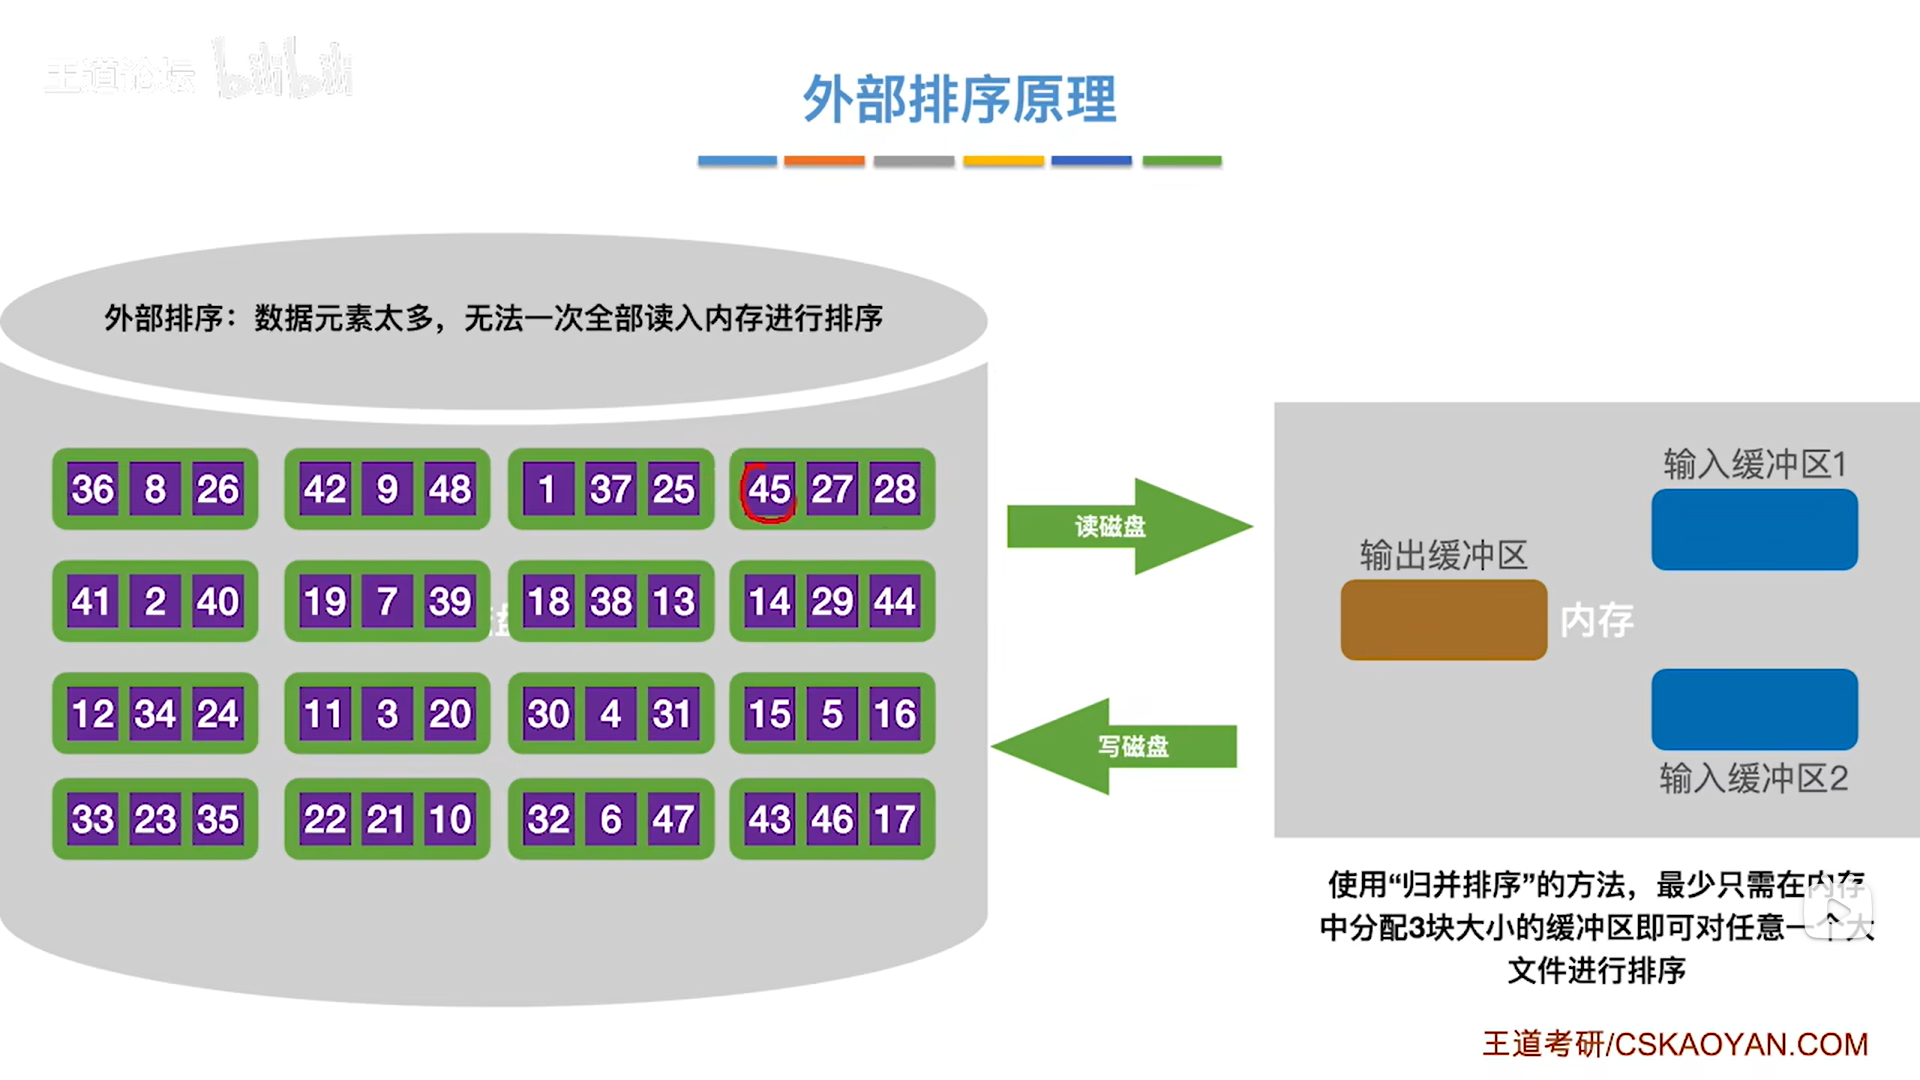 王道论坛 bilibili
外部排序原理
外部排序：数据元素太多，无法一次全部读入内存进行排序
36 8 26 42 9 48 1 37 25 45 27 28
41 2 40 19 7 39 18 38 13 14 29 44
12 34 24 11 3 20 30 4 31 15 5 16
33 23 35 22 21 10 32 6 47 43 46 17
盘
读磁盘
写磁盘
输入缓冲区1
输出缓冲区
内存
输入缓冲区2
使用“归并排序”的方法，最少只需在内存
中分配3块大小的缓冲区即可对任意一个大
文件进行排序
王道考研/CSKAOYAN.COM